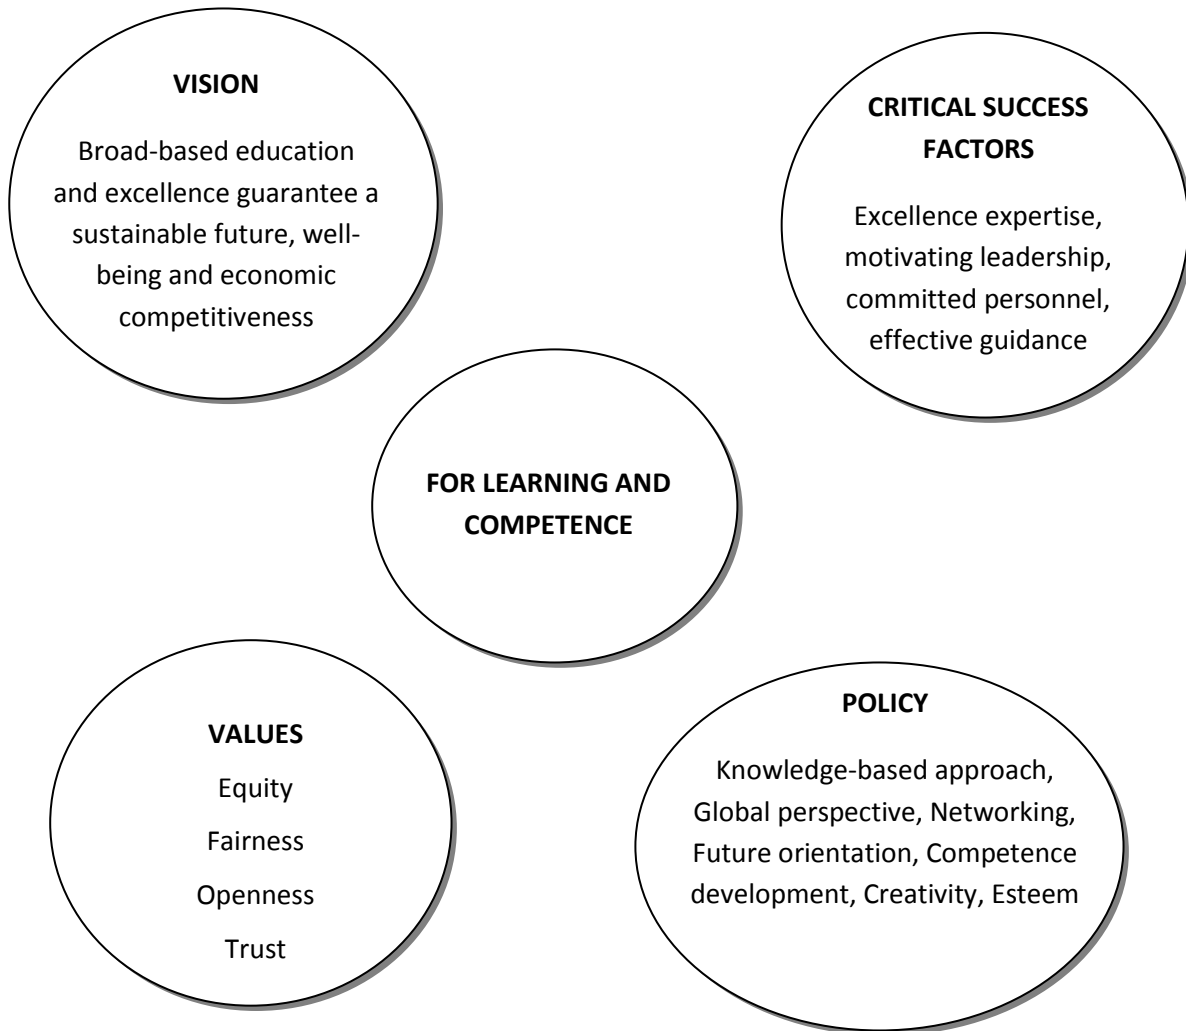 VISION
Broad-based education
and excellence guarantee a
sustainable future, well-
being and economic
competitiveness
CRITICAL SUCCESS
FACTORS
Excellence expertise,
motivating leadership,
committed personnel,
effective guidance
FOR LEARNING AND
COMPETENCE
VALUES
Equity
Fairness
Openness
Trust
POLICY
Knowledge-based approach,
Global perspective, Networking,
Future orientation, Competence
development, Creativity, Esteem